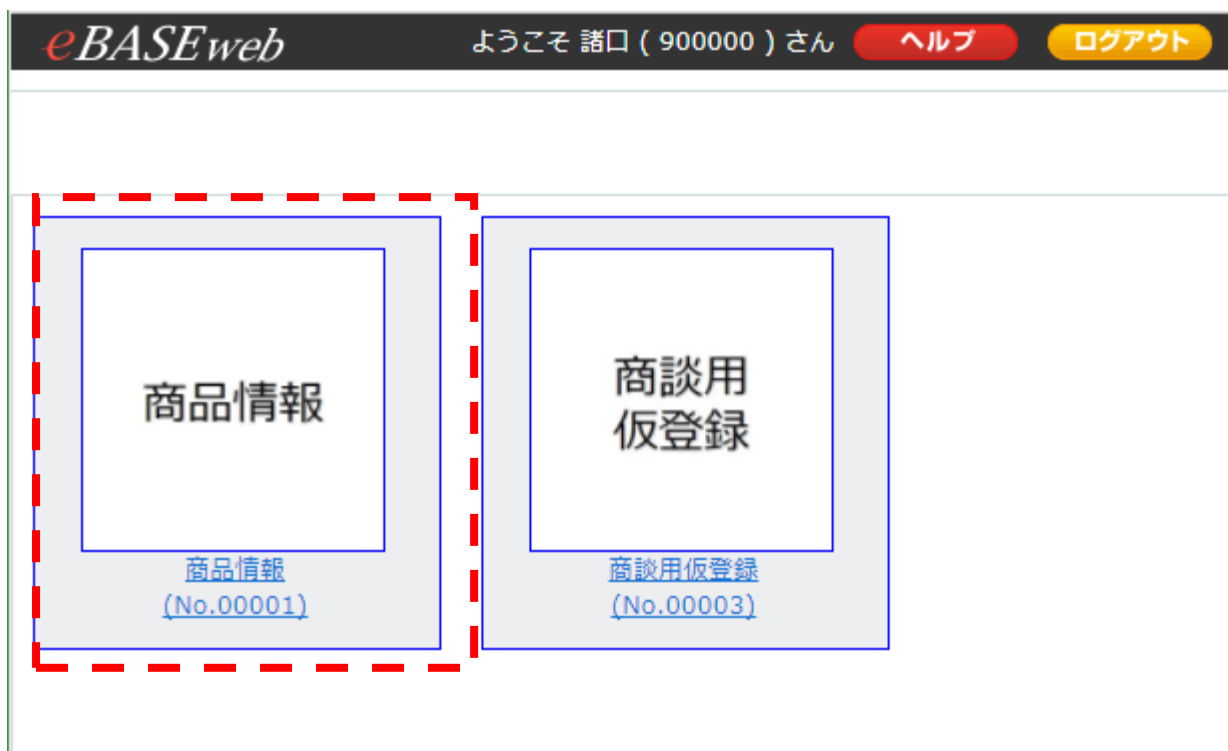 eBASEweb ようこそ 諸口 ( 900000 ) さん ヘルプ ログアウト
商品情報
商品情報
(No.00001)
商談用
仮登録
商談用仮登録
(No.00003)